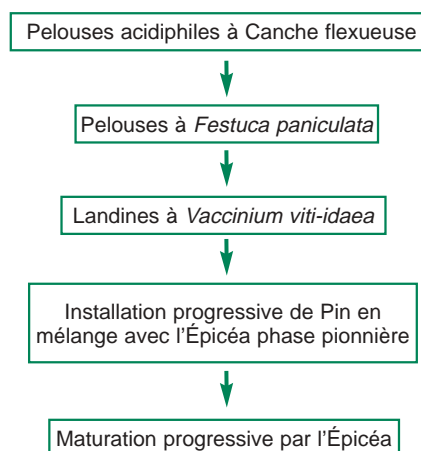 Pelouses acidiphiles à Canche flexueuse
Pelouses à Festuca paniculata
Landines à Vaccinium viti-idaea
Installation progressive de Pin en
mélange avec l'Épicéa phase pionnière
Maturation progressive par l'Épicéa